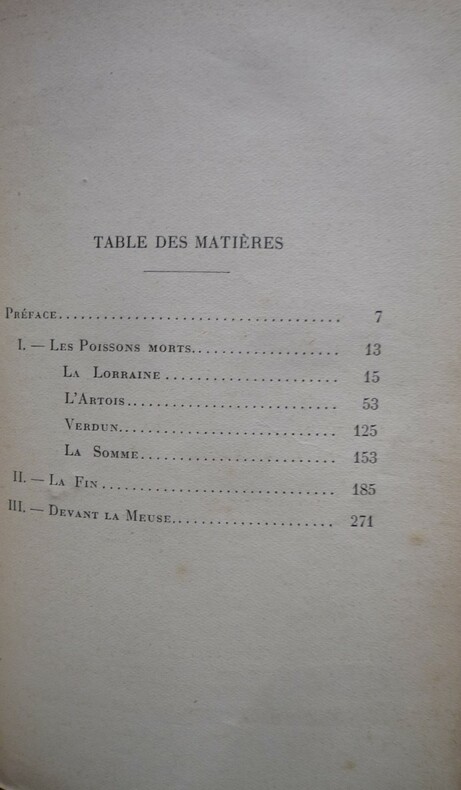 TABLE DES MATIÈRES
PRÉFACE.................................... 7
I. — LES POISSONS MORTS....................... 13
LA LORRAINE .......................... 15
L'ARTOIS............................... 53
VERDUN................................. 125
LA SOMME.............................. 153
II. — LA FIN .................................. 185
III. — DEVANT LA MEUSE......................... 271